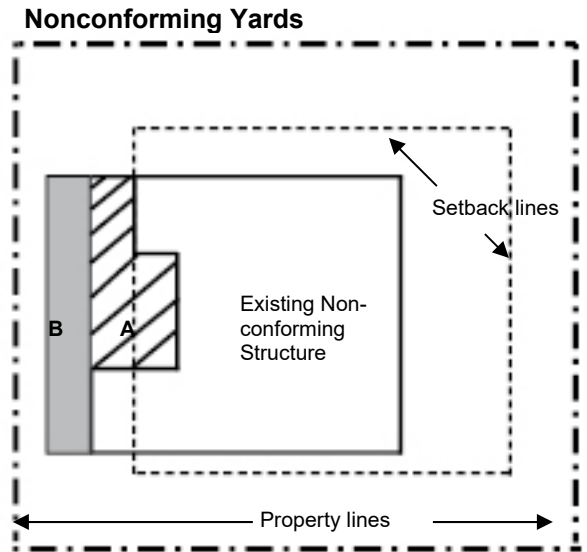 Nonconforming Yards
Setback lines
B
A
Existing Non-
conforming
Structure
Property lines